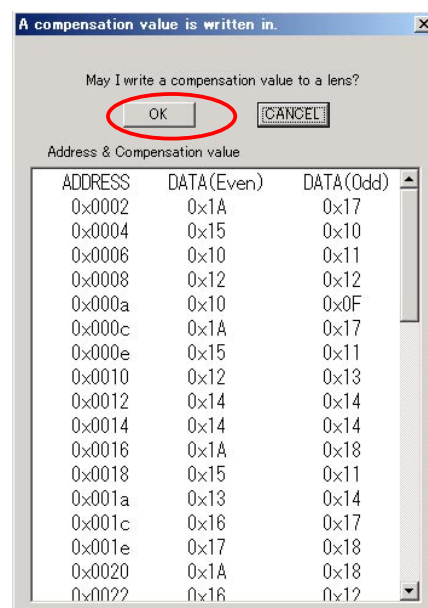 A compensation value is written in.
May I write a compensation value to a lens?
OK CANCEL
Address & Compensation value
ADDRESS DATA(Even) DATA(Odd)
0x0002 0x1A 0x17
0x0004 0x15 0x10
0x0006 0x10 0x11
0x0008 0x12 0x12
0x000a 0x10 0x0F
0x000c 0x1A 0x17
0x000e 0x15 0x11
0x0010 0x12 0x13
0x0012 0x14 0x14
0x0014 0x14 0x14
0x0016 0x1A 0x18
0x0018 0x15 0x11
0x001a 0x13 0x14
0x001c 0x16 0x17
0x001e 0x17 0x18
0x0020 0x1A 0x18
0x0022 0x16 0x12